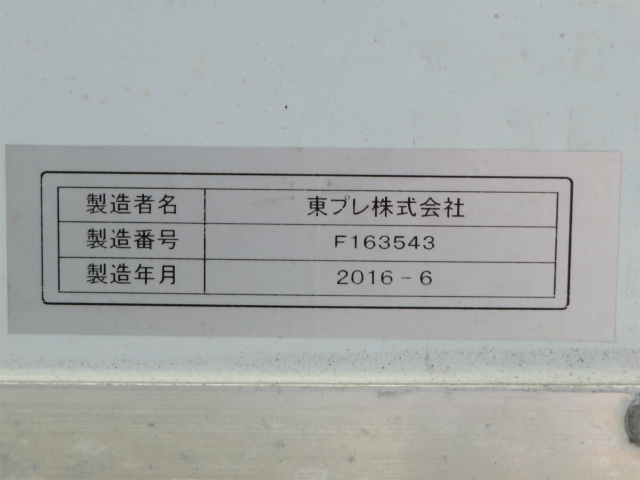 製造者名 東プレ株式会社
製造番号 F163543
製造年月 2016-6